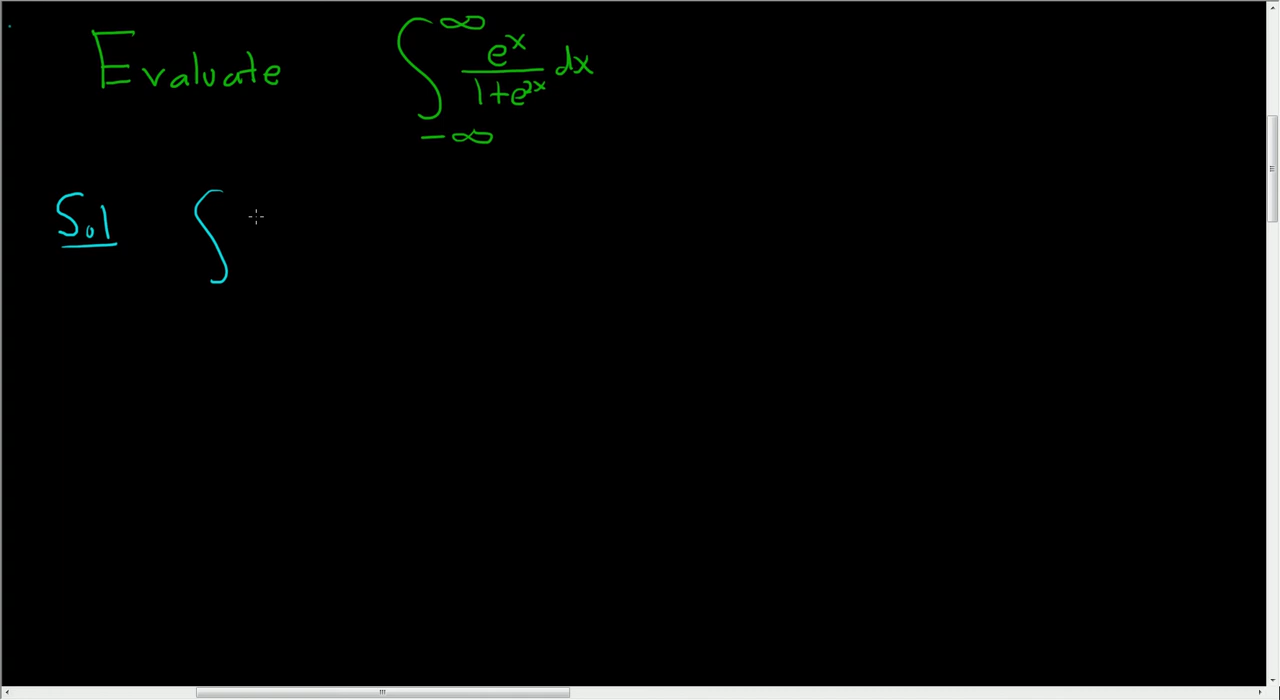 Evaluate ∫_{-∞}^{∞} e^x/(1+e^{2x}) dx
Sol ∫